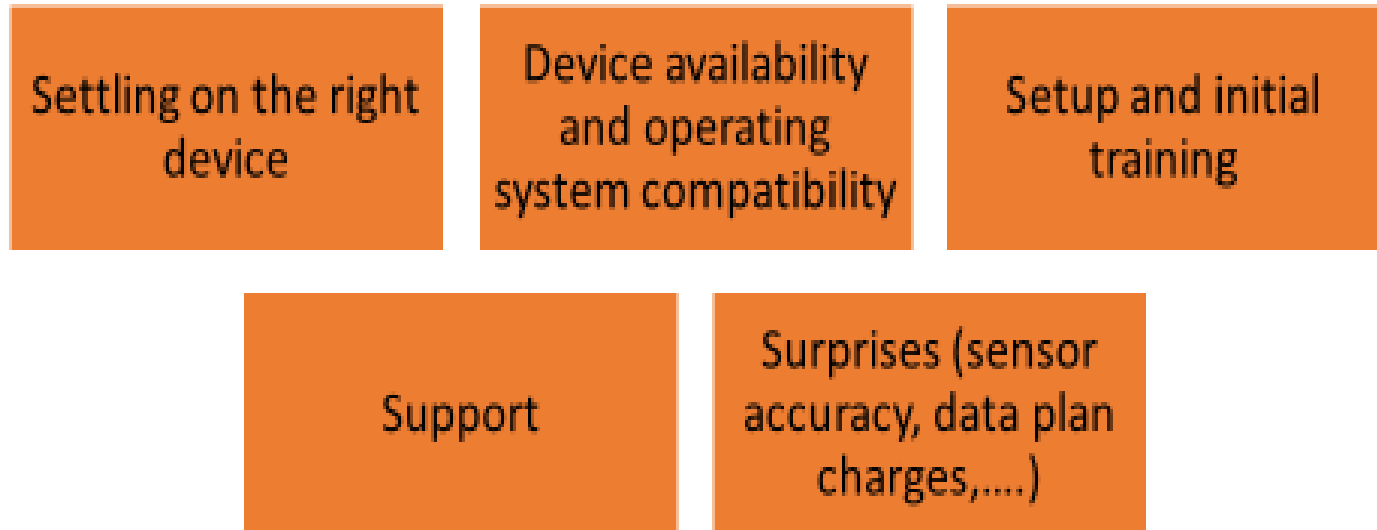 Settling on the right
device
Device availability
and operating
system compatibility
Setup and initial
training
Support
Surprises (sensor
accuracy, data plan
charges,....)